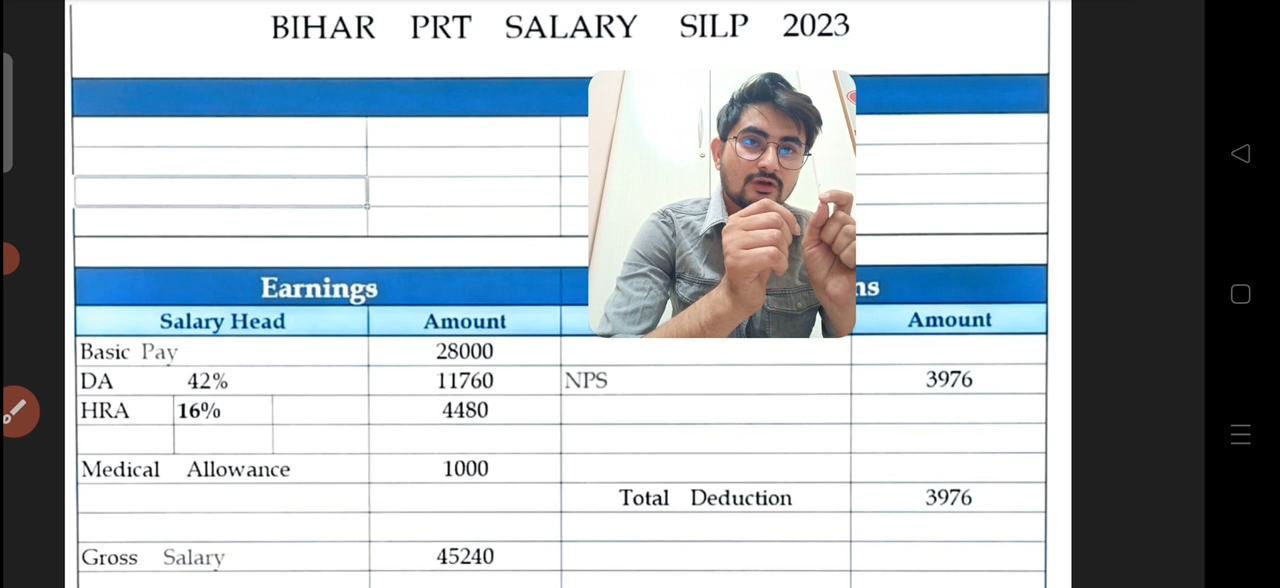 BIHAR PRT SALARY SILP 2023
Earnings ns
Salary Head Amount Amount
Basic Pay 28000
DA 42% 11760 NPS 3976
HRA 16% 4480
Medical Allowance 1000
Total Deduction 3976
Gross Salary 45240